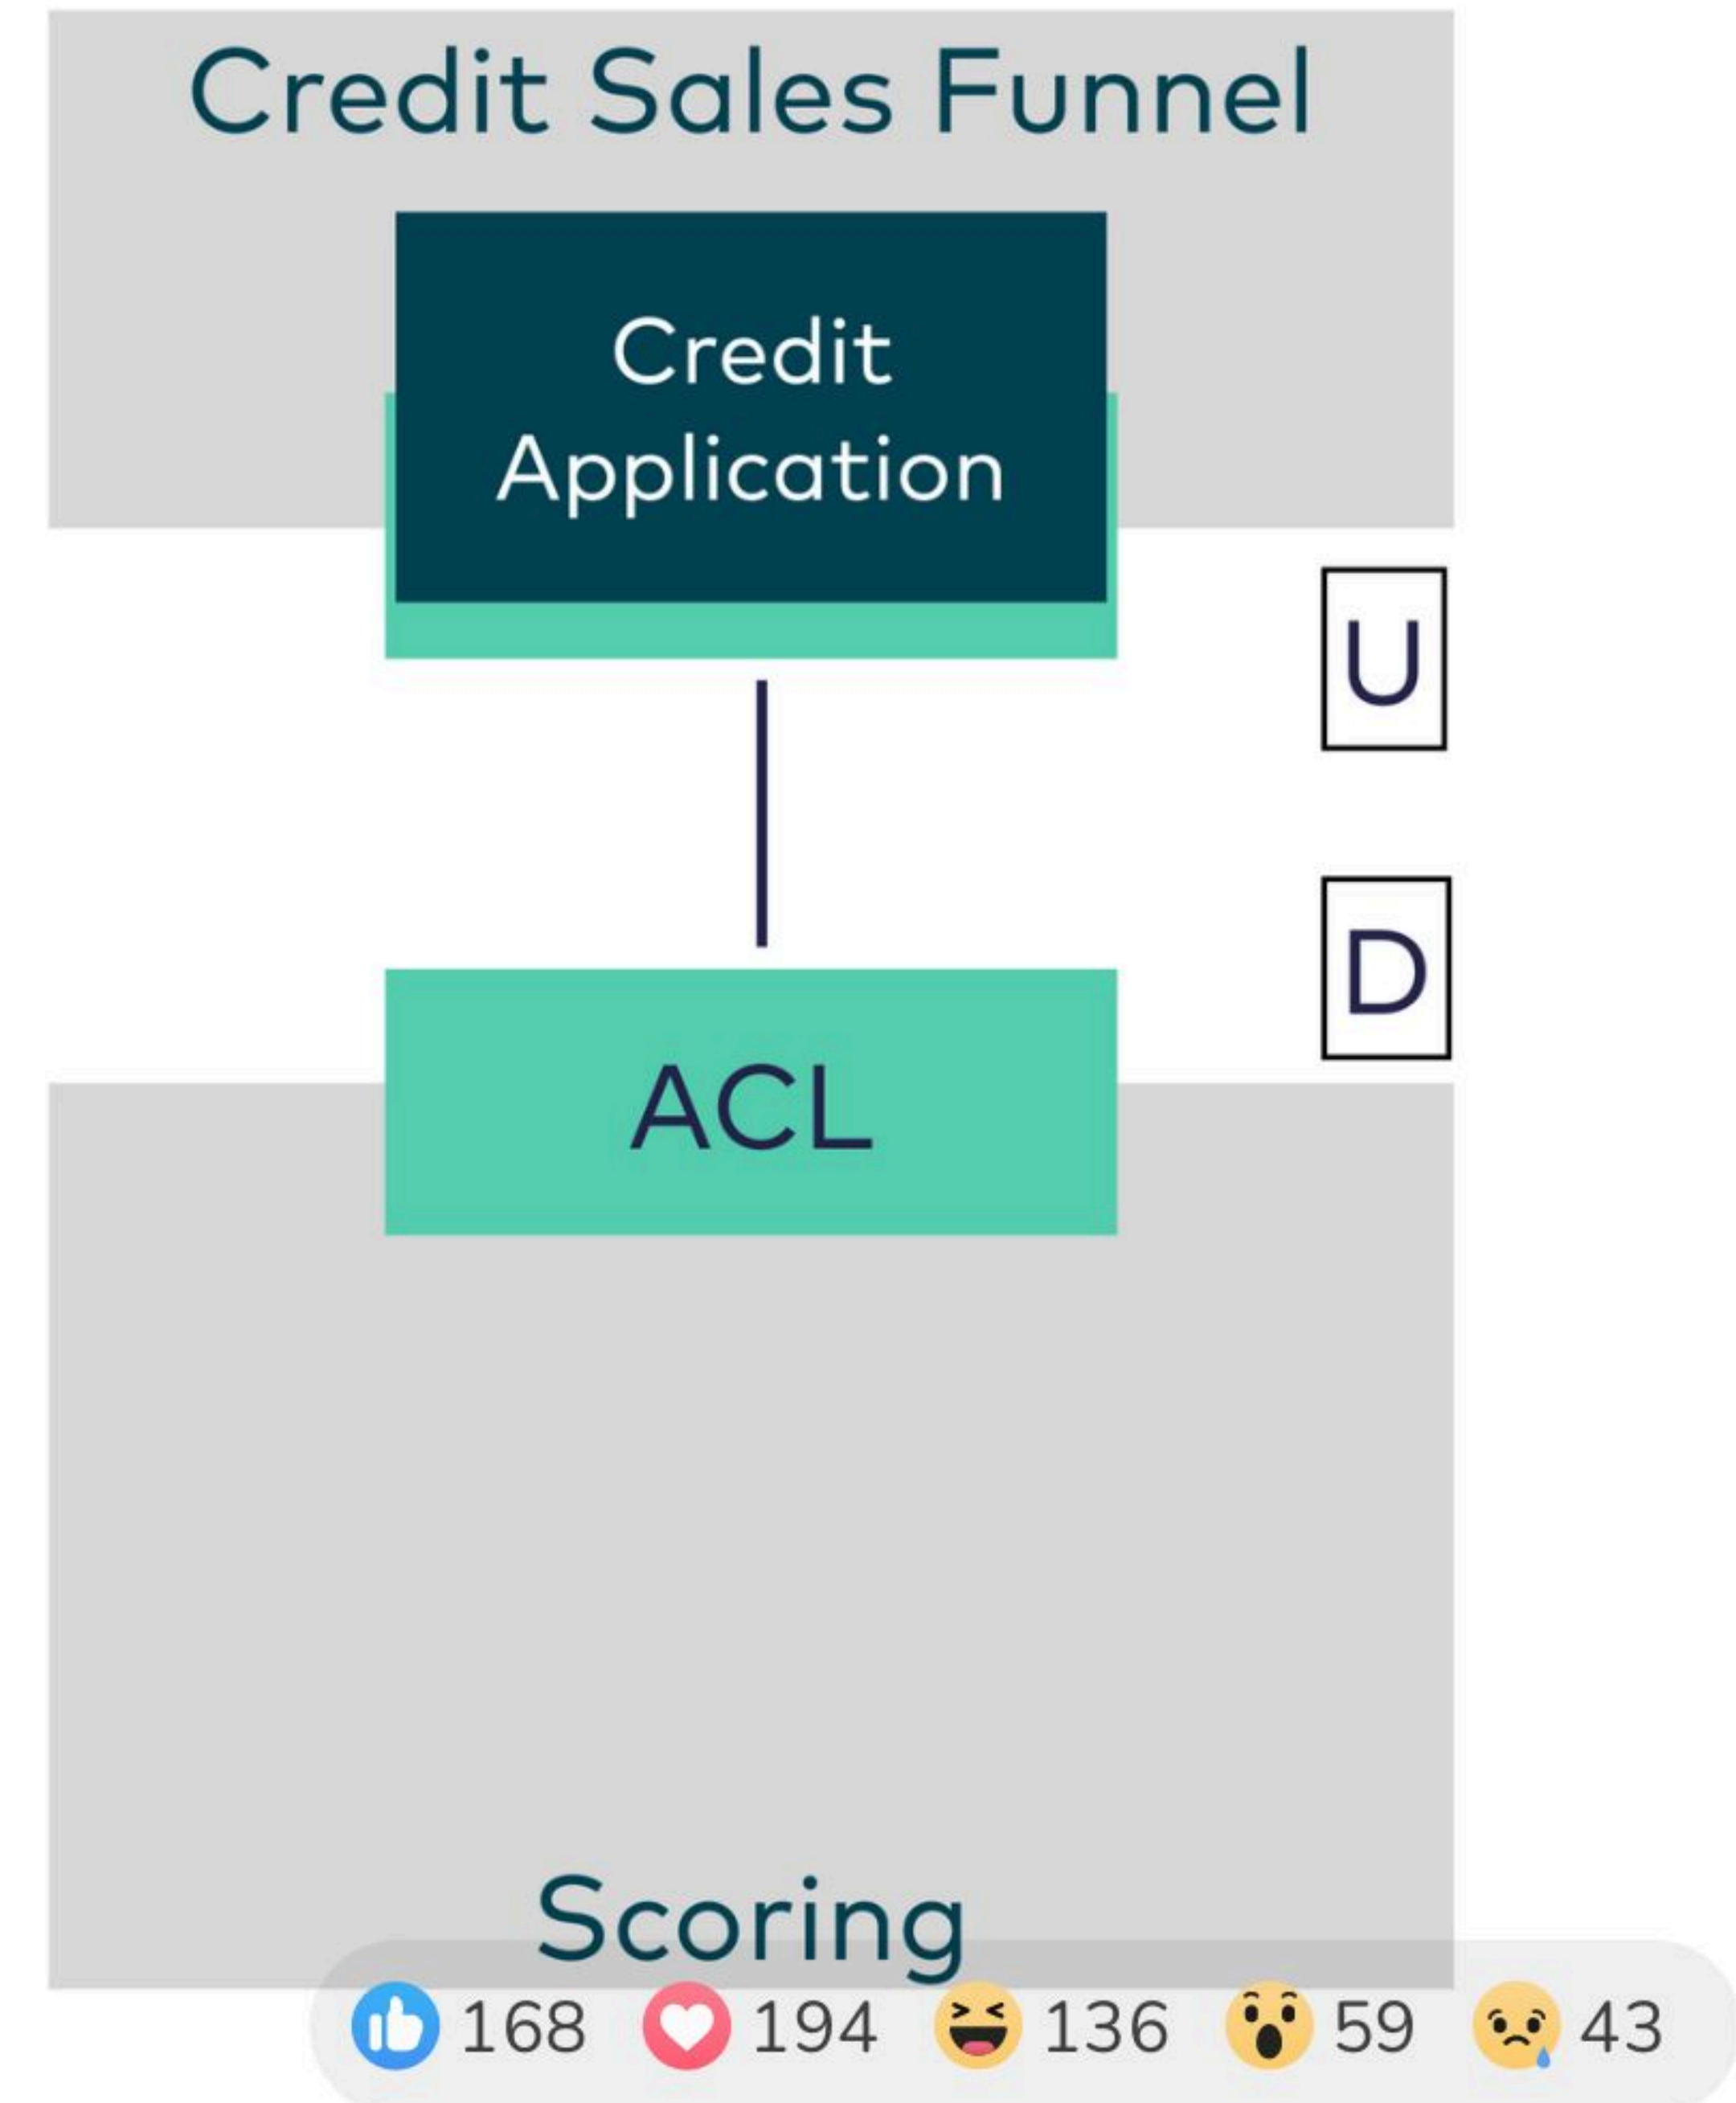 Credit Sales Funnel
Credit
Application
U
D
ACL
Scoring
168 194 136 59 43